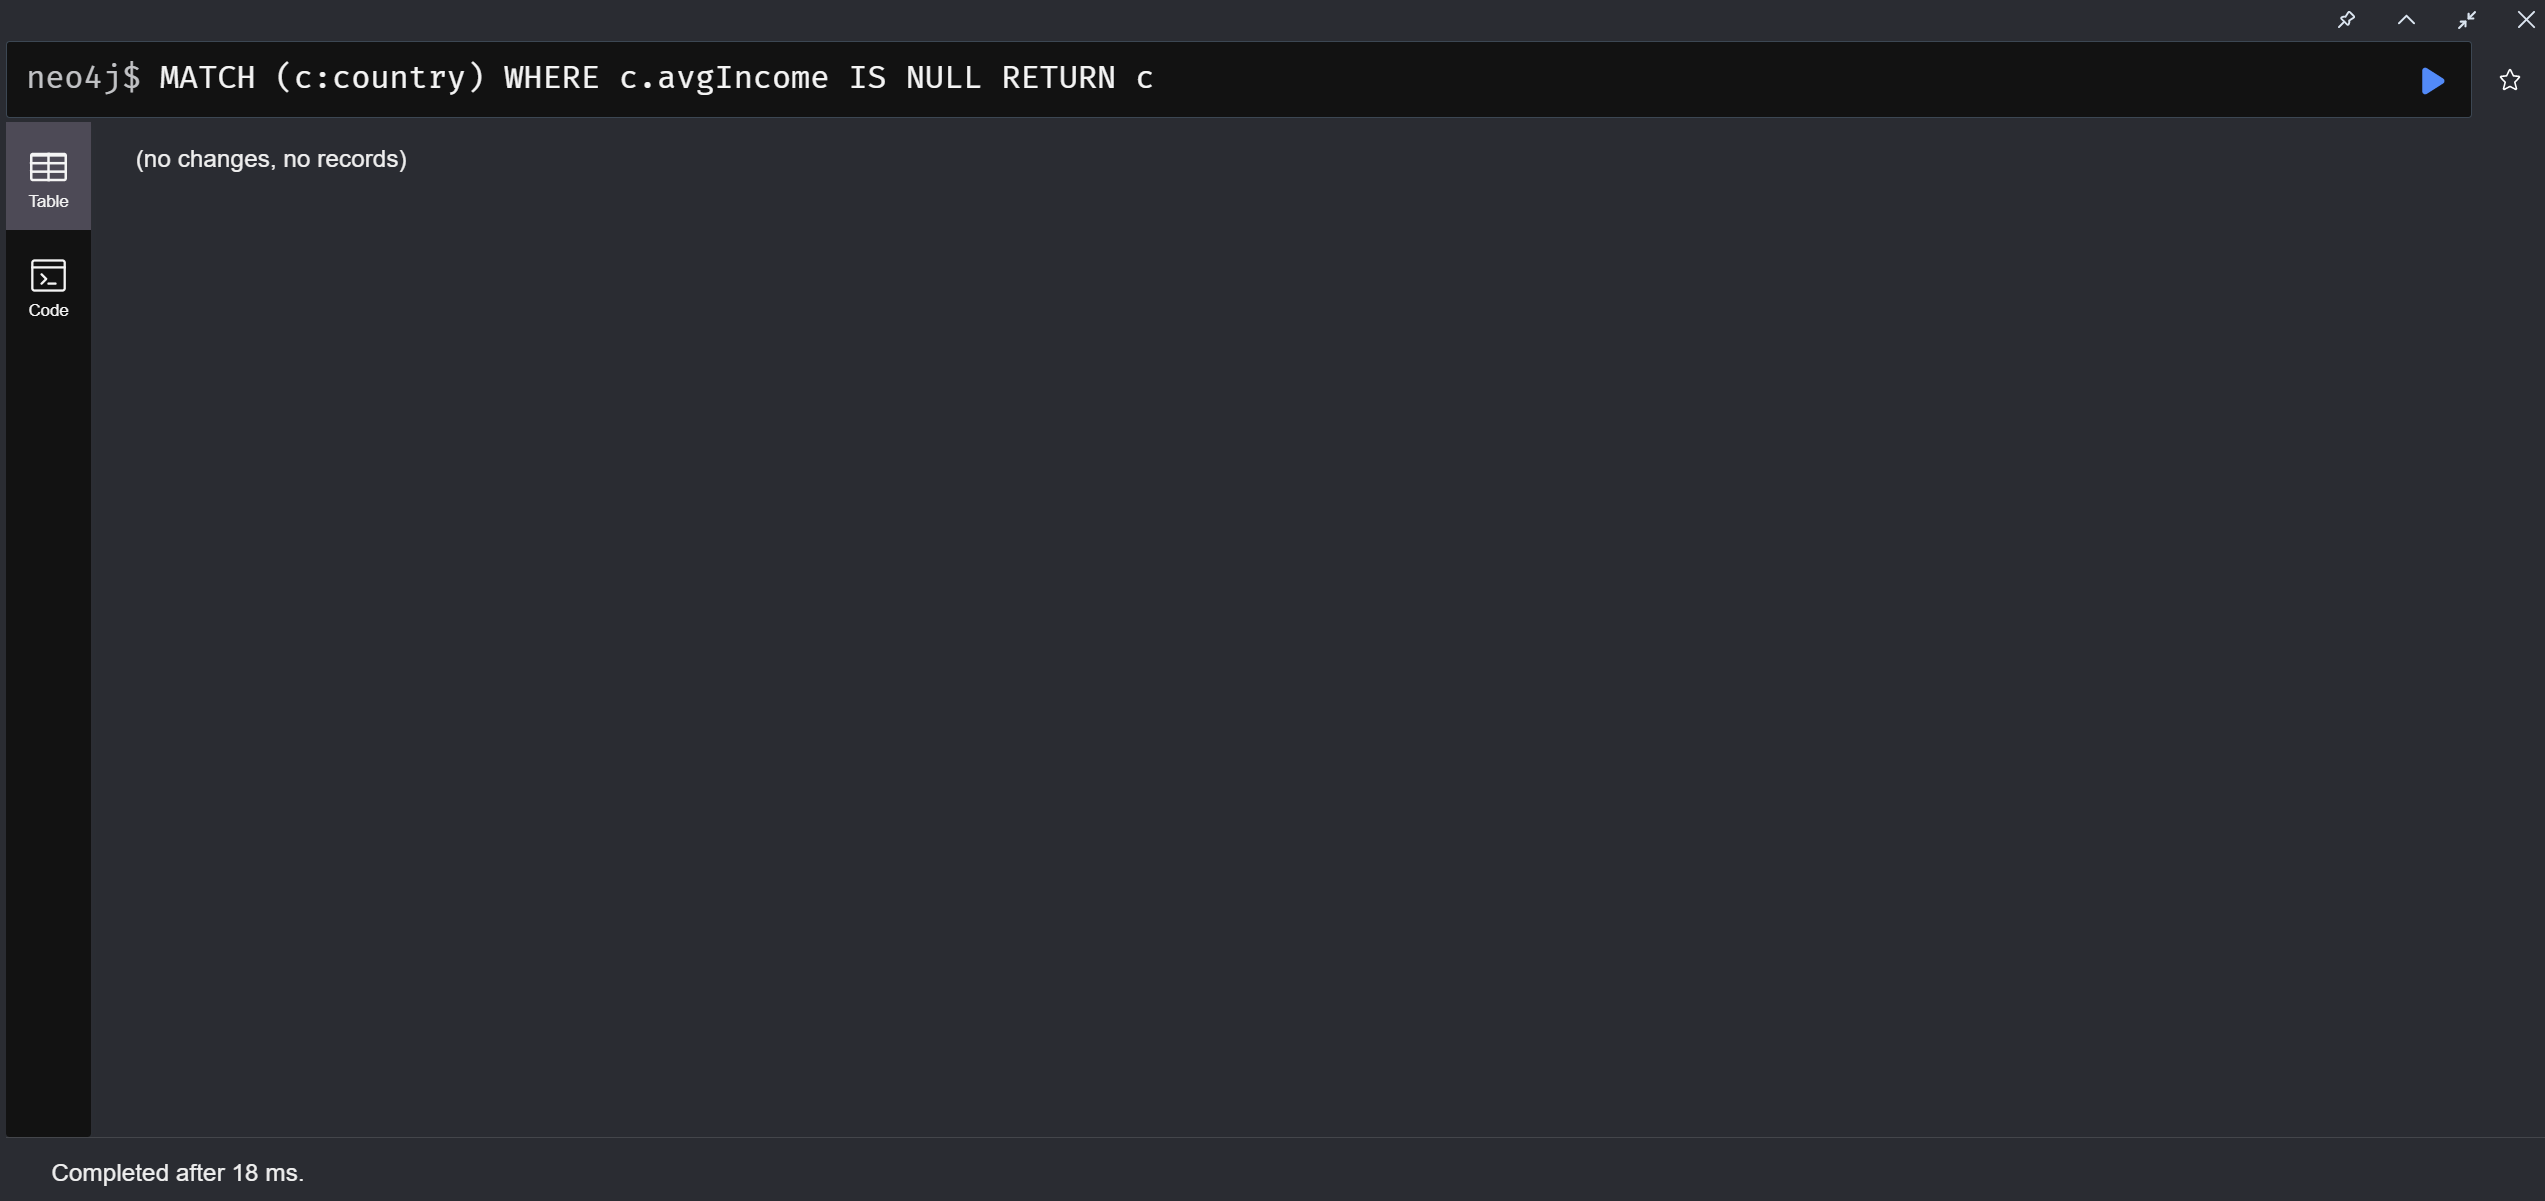 neo4j$ MATCH (c:country) WHERE c.avgIncome IS NULL RETURN c
(no changes, no records)
Table
Code
Completed after 18 ms.